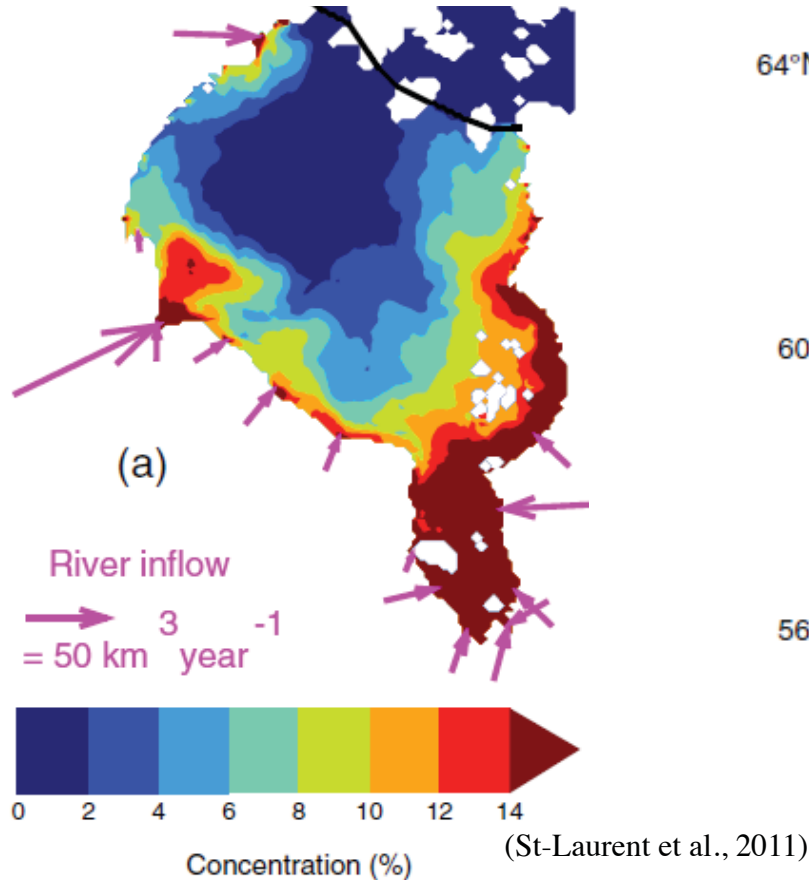 64°N
60
(a)
River inflow
3 -1
= 50 km year
56
0 2 4 6 8 10 12 14
Concentration (%)
(St-Laurent et al., 2011)